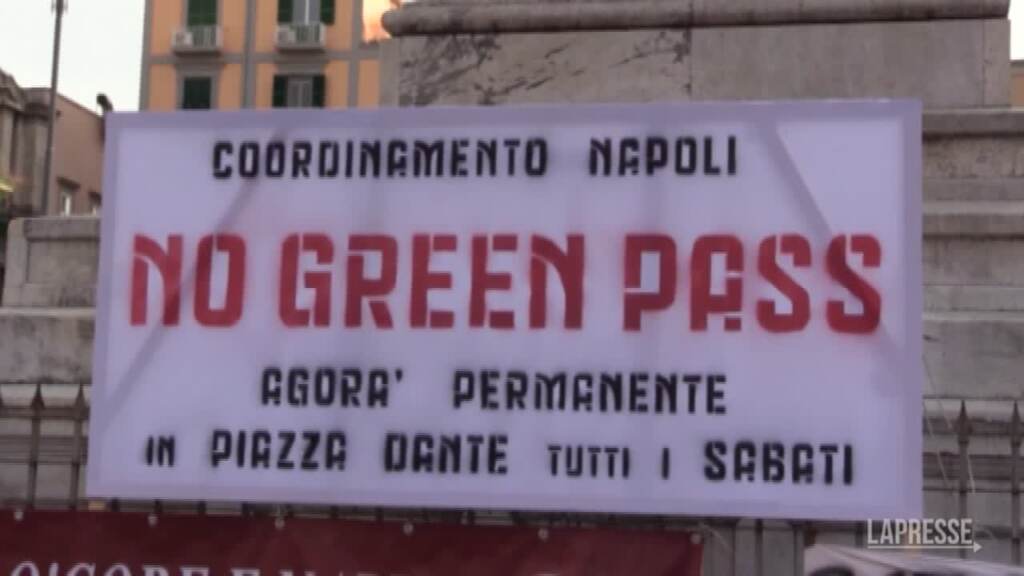 COORDINAMENTO NAPOLI
NO GREEN PASS
AGORA' PERMANENTE
IN PIAZZA DANTE TUTTI I SABATI
LAPRESSE